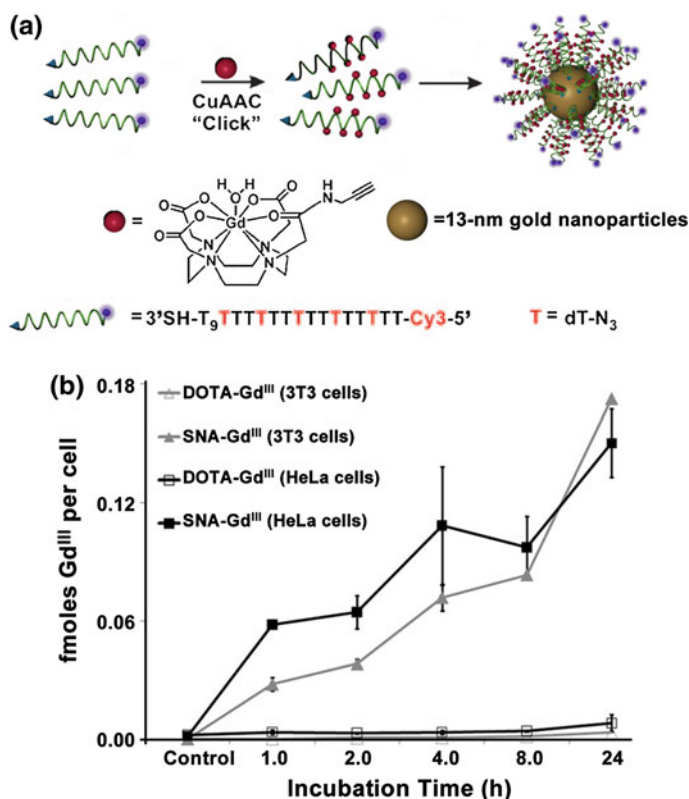 (a)
CuAAC
"Click"
=
H H
O
O
O
O
O
O
O
H
N
Gd
N
N
N
N
=13-nm gold nanoparticles
=3'SH-T₉TTTTTTTTTTTTTTT-Cy3-5'
T= dT-N₃
(b)
0.18
0.12
0.06
0.00
fmoles Gdᴵᴵᴵ per cell
DOTA-Gdᴵᴵᴵ (3T3 cells)
SNA-Gdᴵᴵᴵ (3T3 cells)
DOTA-Gdᴵᴵᴵ (HeLa cells)
SNA-Gdᴵᴵᴵ (HeLa cells)
Control 1.0 2.0 4.0 8.0 24
Incubation Time (h)